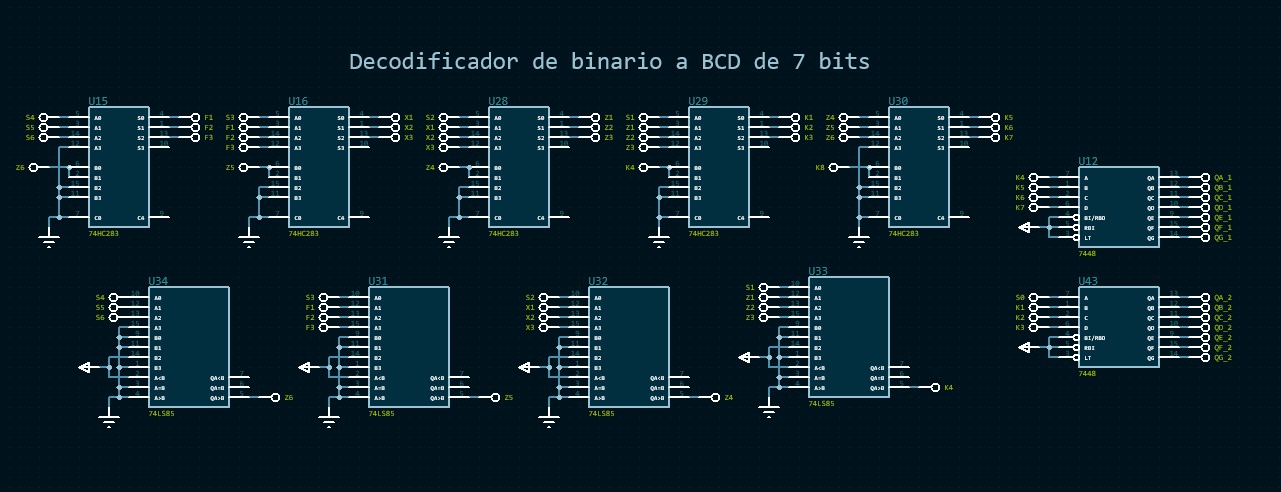 Decodificador de binario a BCD de 7 bits
U15 U16 U28 U29 U30
S4 A0 S0 F1 S3 A0 S0 X1 S2 A0 S0 Z1 S1 A0 S0 K1 Z4 A0 S0 K5
S5 A1 S1 F2 F1 A1 S1 X2 X1 A1 S1 Z2 Z1 A1 S1 K2 Z5 A1 S1 K6
S6 A2 S2 F3 F2 A2 S2 X3 X2 A2 S2 Z3 Z2 A2 S2 K3 Z6 A2 S2 K7
A3 S3 F3 A3 S3 X3 A3 S3 Z3 A3 S3 A3 S3
Z6 B0 Z5 B0 Z4 B0 K4 B0 K8 B0
B1 B1 B1 B1 B1
B2 B2 B2 B2 B2
B3 B3 B3 B3 B3
C0 C4 C0 C4 C0 C4 C0 C4 C0 C4
74HC283 74HC283 74HC283 74HC283 74HC283
U12
K4 A QA QA_1
K5 B QB QB_1
K6 C QC QC_1
K7 D QD QD_1
BI/RBO QE QE_1
RBI QF QF_1
LT QG QG_1
7448
U34 U31 U32 U33
S4 A0 S3 A0 S2 A0 S1 A0
S5 A1 F1 A1 X1 A1 Z1 A1
S6 A2 F2 A2 X2 A2 Z2 A2
A3 F3 A3 X3 A3 Z3 A3
B0 B0 B0 B0
B1 B1 B1 B1
B2 B2 B2 B2
B3 B3 B3 B3
A<B QA<B A<B QA<B A<B QA<B A<B QA<B
A=B QA=B A=B QA=B A=B QA=B A=B QA=B
A>B QA>B Z6 A>B QA>B Z5 A>B QA>B Z4 A>B QA>B K4
74LS85 74LS85 74LS85 74LS85
U43
S0 A QA QA_2
K1 B QB QB_2
K2 C QC QC_2
K3 D QD QD_2
BI/RBO QE QE_2
RBI QF QF_2
LT QG QG_2
7448